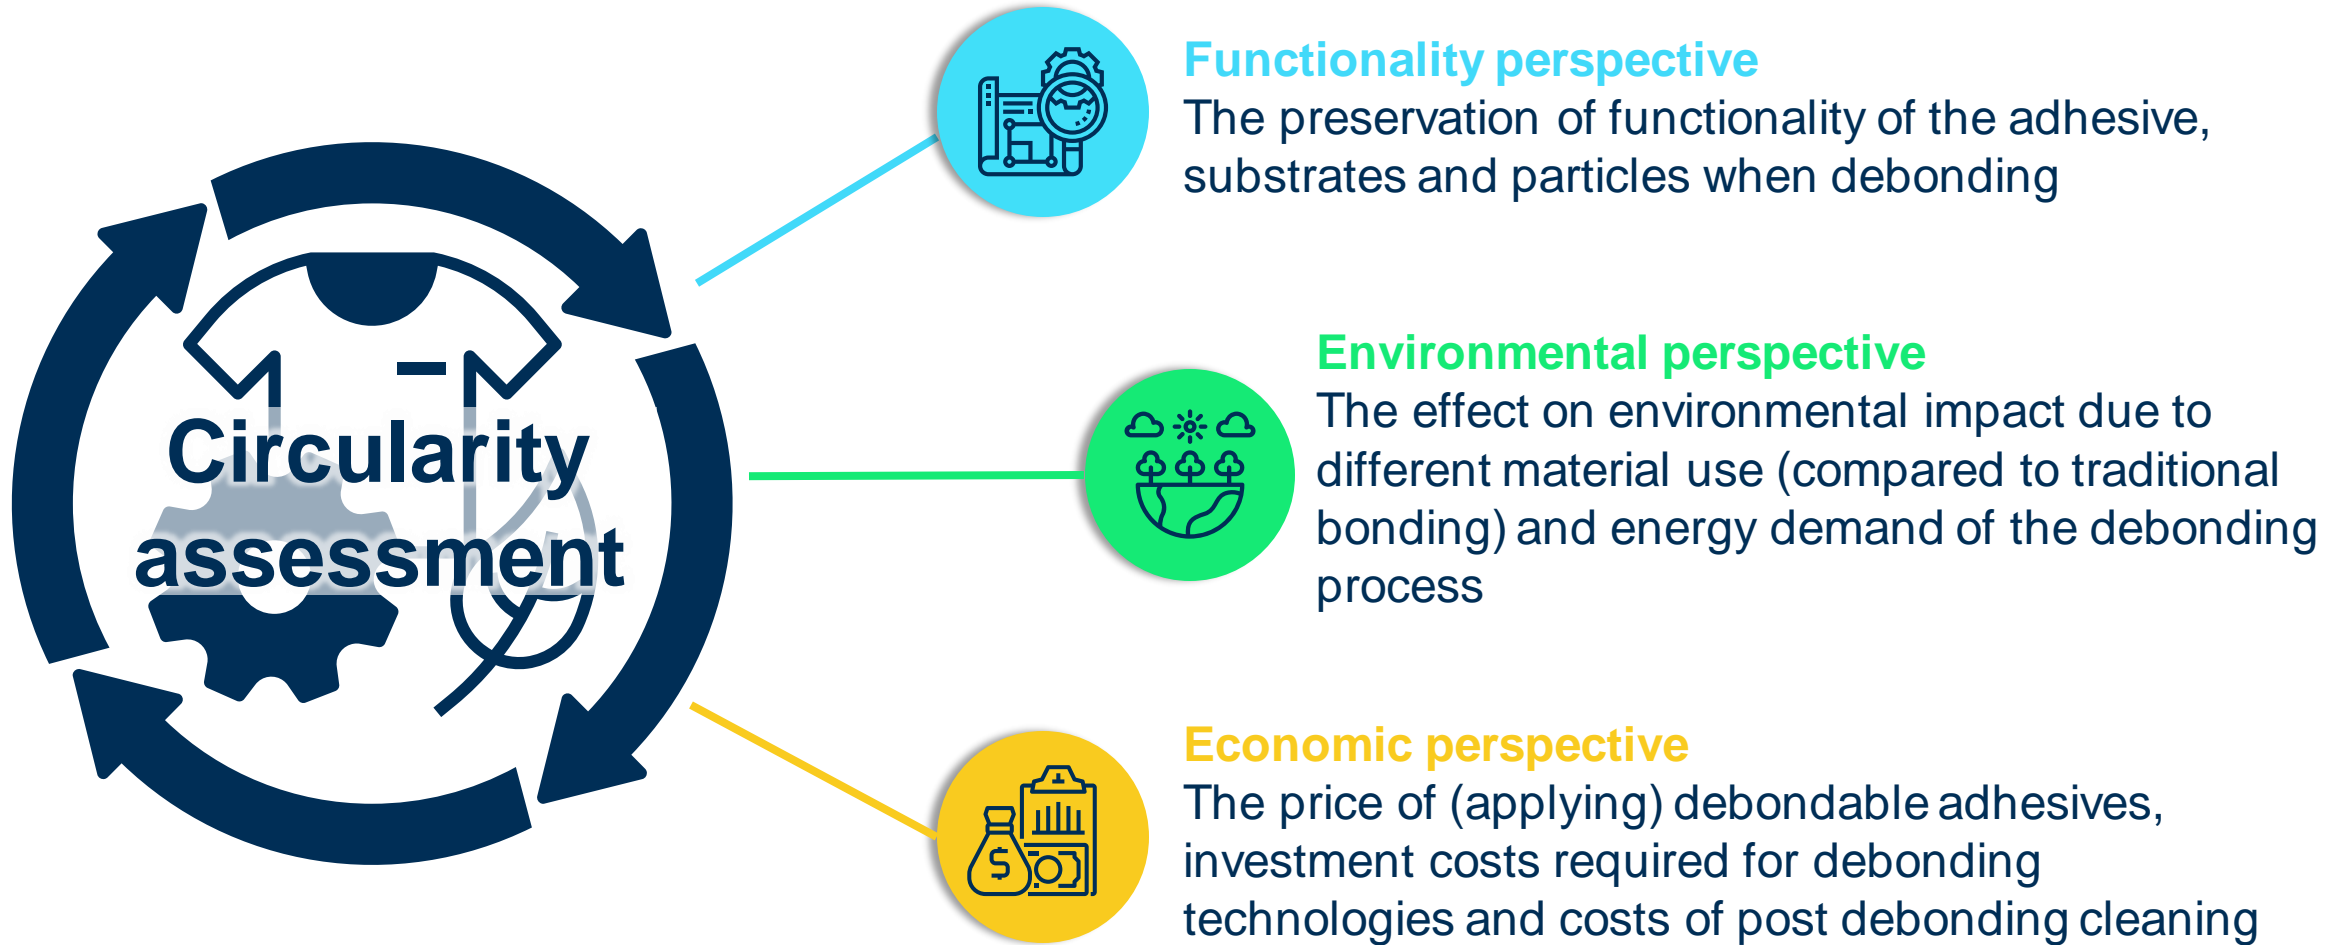 Circularity
assessment
Functionality perspective
The preservation of functionality of the adhesive,
substrates and particles when debonding
Environmental perspective
The effect on environmental impact due to
different material use (compared to traditional
bonding) and energy demand of the debonding
process
Economic perspective
The price of (applying) debondable adhesives,
investment costs required for debonding
technologies and costs of post debonding cleaning
$